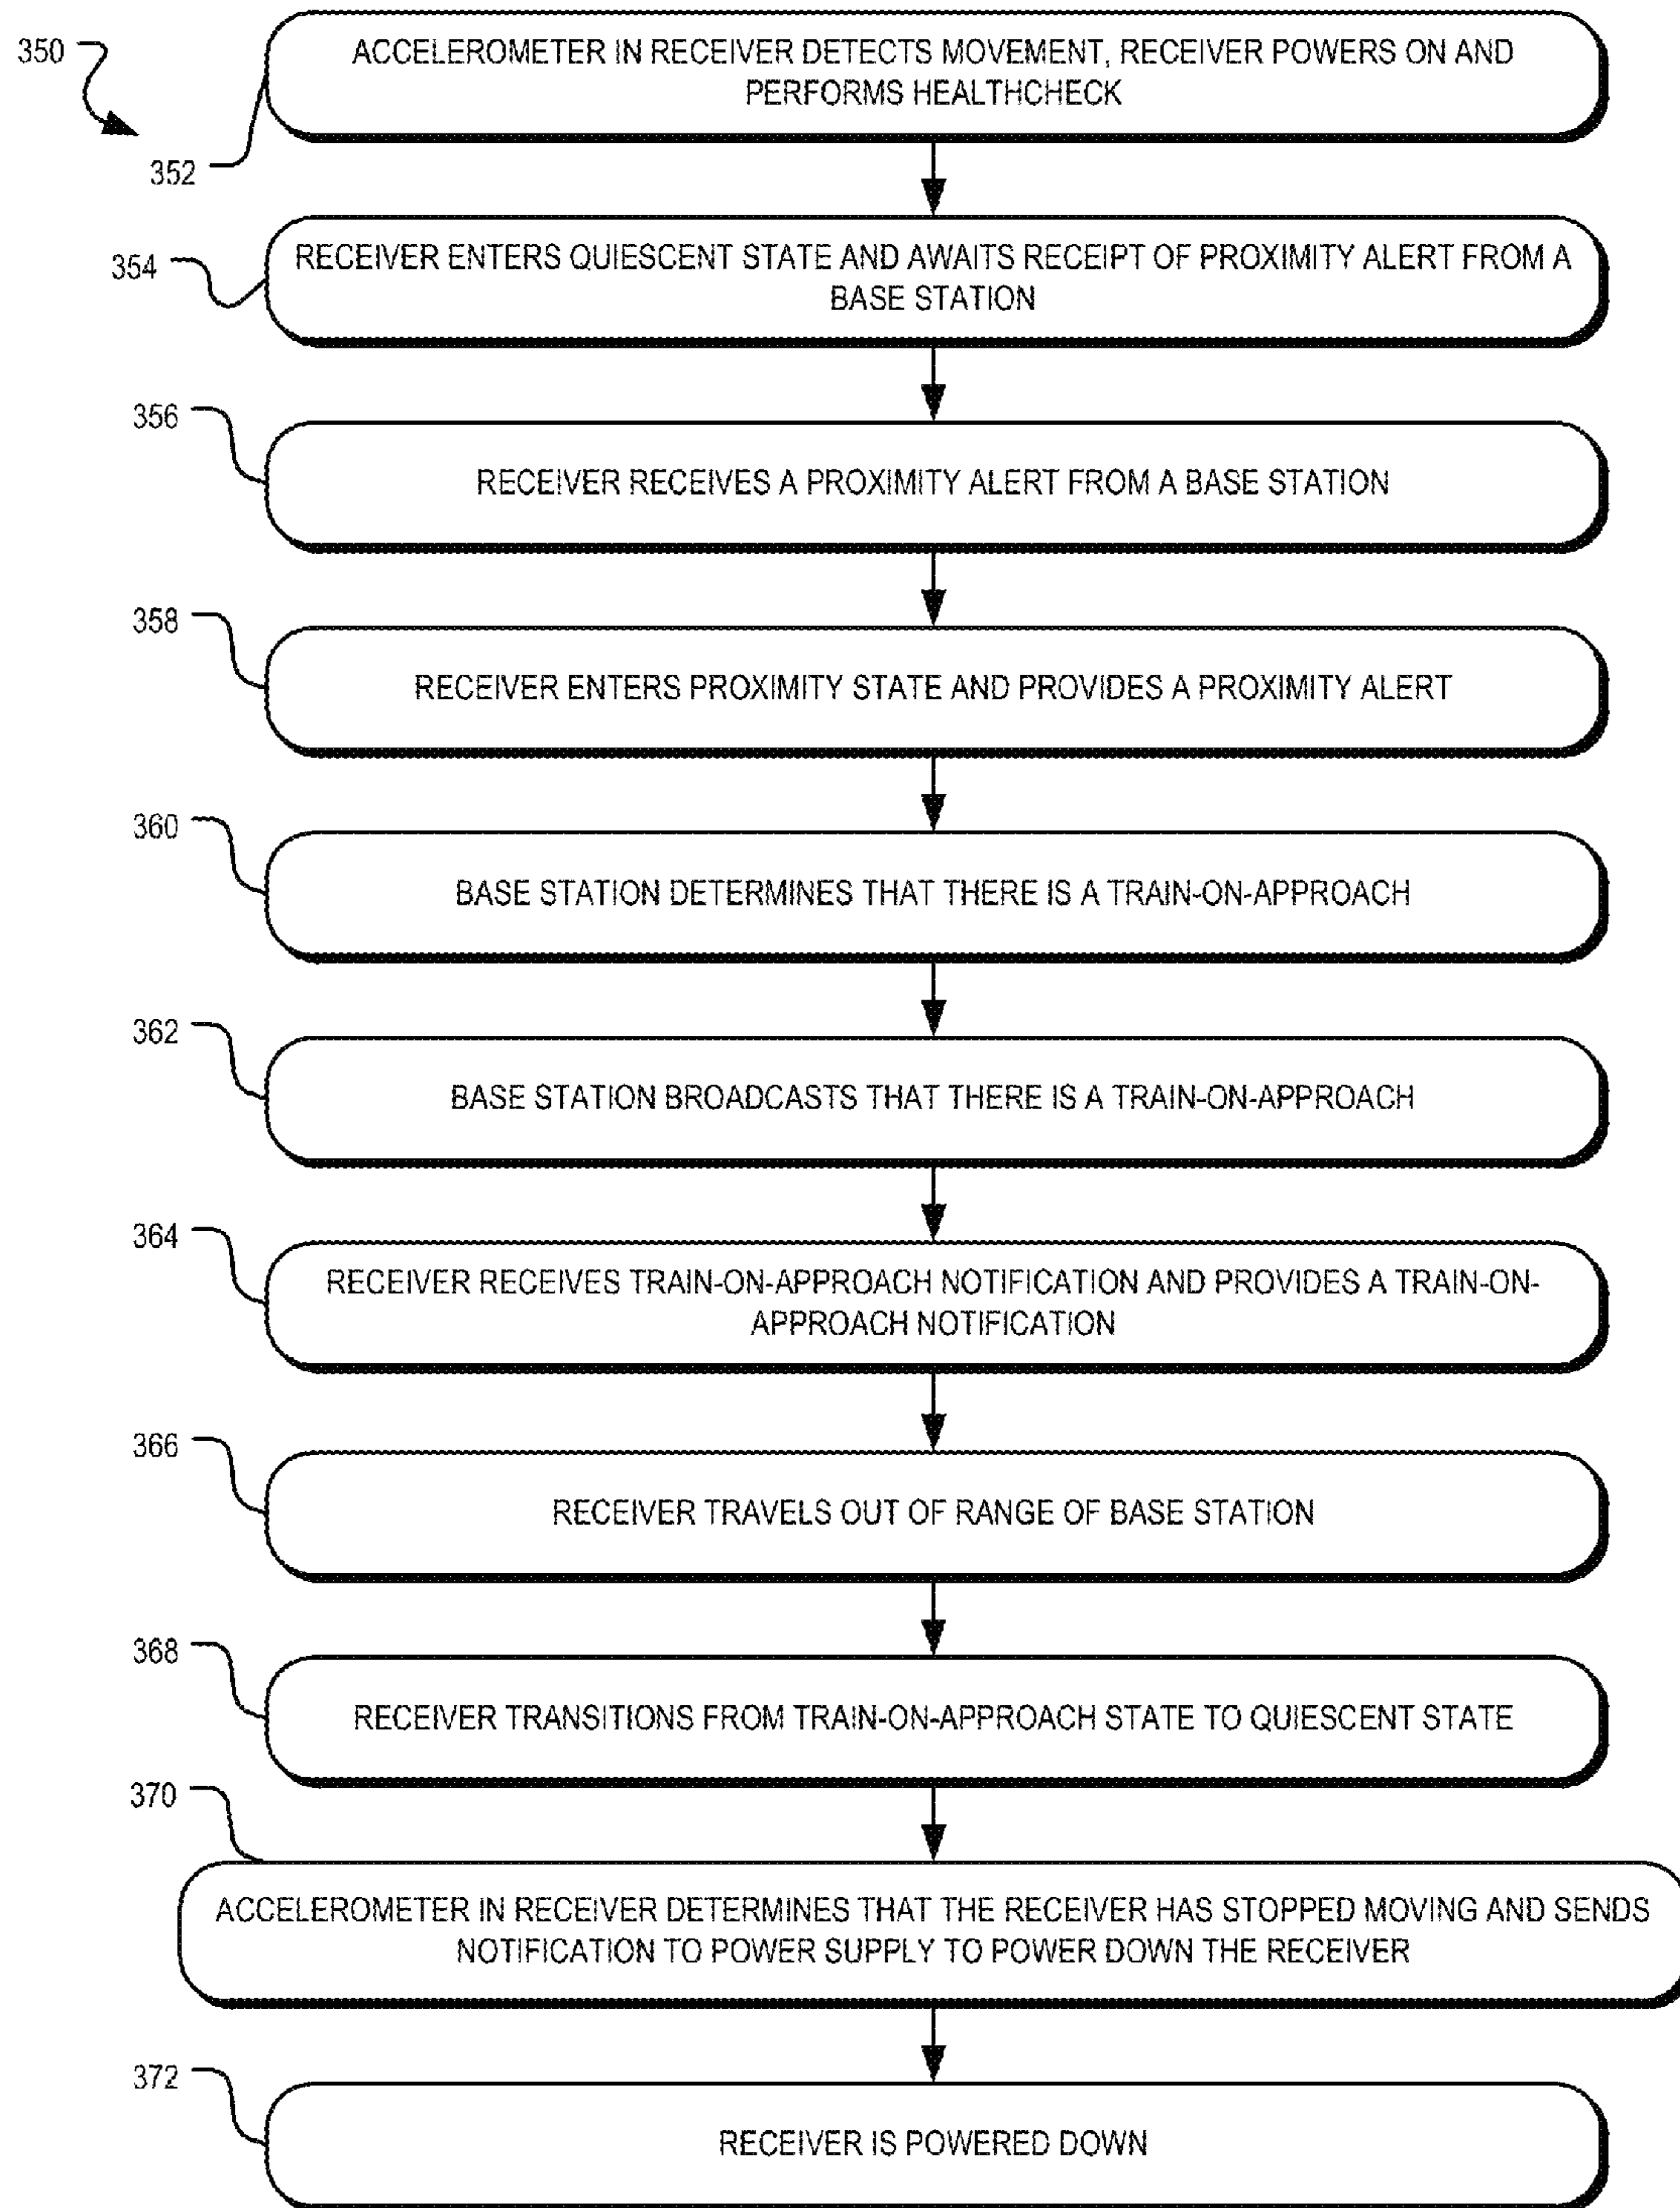 350
ACCELEROMETER IN RECEIVER DETECTS MOVEMENT, RECEIVER POWERS ON AND
PERFORMS HEALTHCHECK
352
354
RECEIVER ENTERS QUIESCENT STATE AND AWAITS RECEIPT OF PROXIMITY ALERT FROM A
BASE STATION
356
RECEIVER RECEIVES A PROXIMITY ALERT FROM A BASE STATION
358
RECEIVER ENTERS PROXIMITY STATE AND PROVIDES A PROXIMITY ALERT
360
BASE STATION DETERMINES THAT THERE IS A TRAIN-ON-APPROACH
362
BASE STATION BROADCASTS THAT THERE IS A TRAIN-ON-APPROACH
364
RECEIVER RECEIVES TRAIN-ON-APPROACH NOTIFICATION AND PROVIDES A TRAIN-ON-
APPROACH NOTIFICATION
366
RECEIVER TRAVELS OUT OF RANGE OF BASE STATION
368
RECEIVER TRANSITIONS FROM TRAIN-ON-APPROACH STATE TO QUIESCENT STATE
370
ACCELEROMETER IN RECEIVER DETERMINES THAT THE RECEIVER HAS STOPPED MOVING AND SENDS
NOTIFICATION TO POWER SUPPLY TO POWER DOWN THE RECEIVER
372
RECEIVER IS POWERED DOWN